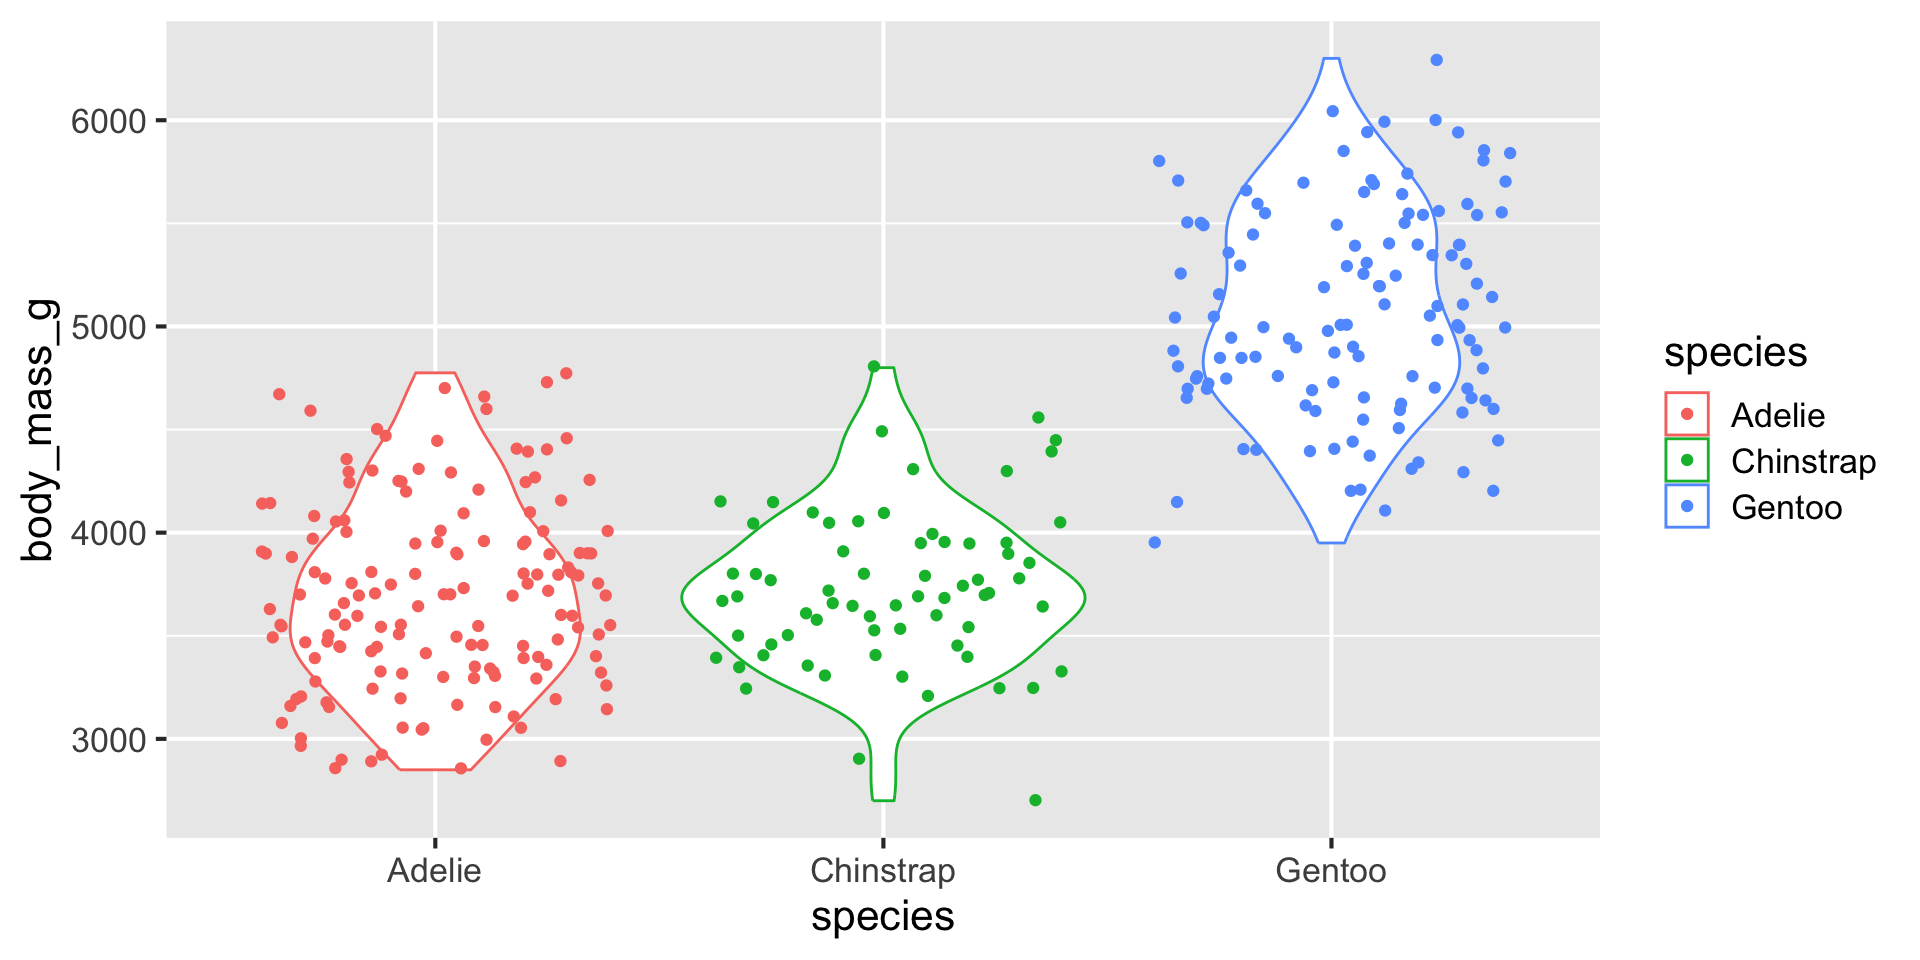 body_mass_g
6000
5000
4000
3000
Adelie
Chinstrap
Gentoo
species
species
Adelie
Chinstrap
Gentoo